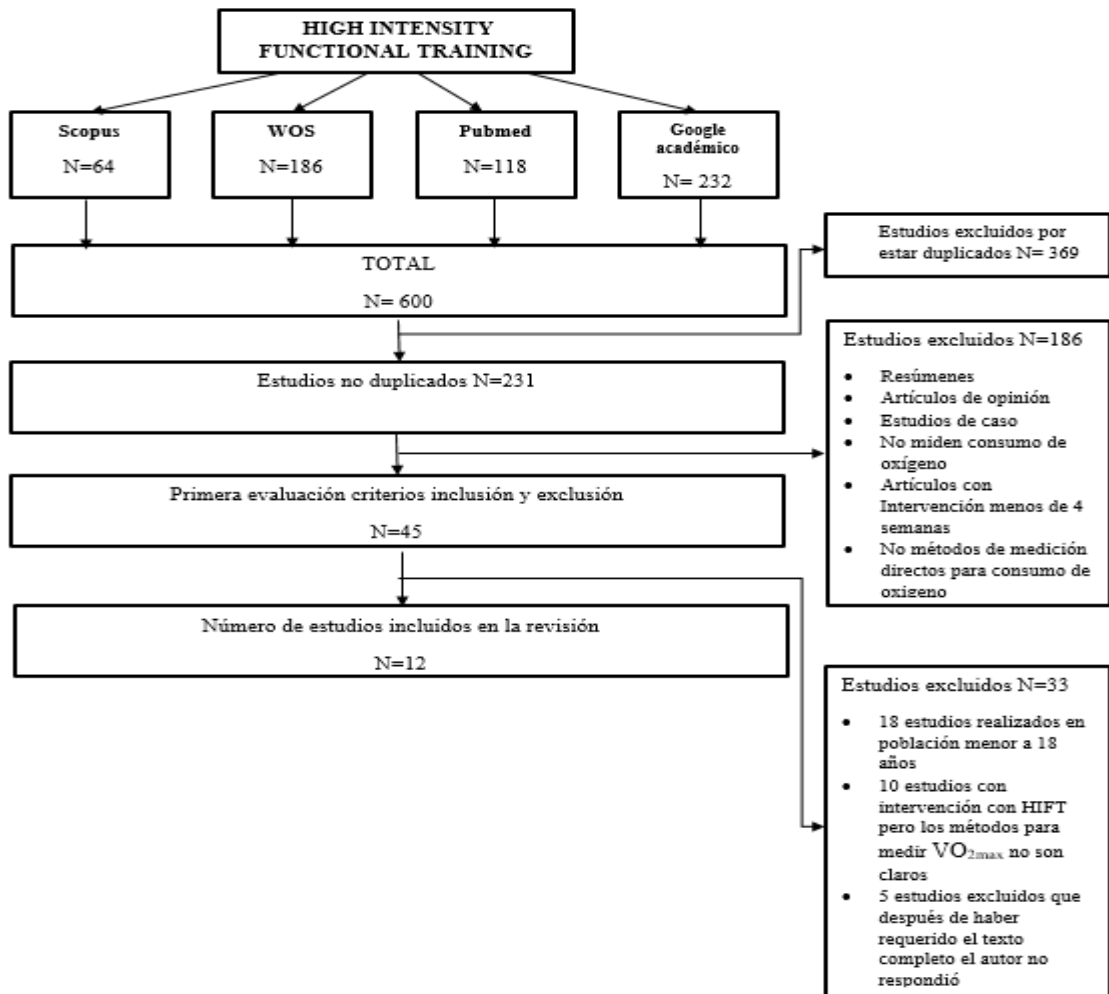 HIGH INTENSITY
FUNCTIONAL TRAINING
Scopus
N=64
WOS
N=186
Pubmed
N=118
Google
académico
N= 232
TOTAL
N= 600
Estudios excluidos por
estar duplicados N= 369
Estudios no duplicados N=231
Estudios excluidos N=186
• Resúmenes
• Artículos de opinión
• Estudios de caso
• No miden consumo de
oxígeno
• Artículos con
Intervención menos de 4
semanas
• No métodos de medición
directos para consumo de
oxigeno
Primera evaluación criterios inclusión y exclusión
N=45
Número de estudios incluidos en la revisión
N=12
Estudios excluidos N=33
• 18 estudios realizados en
población menor a 18
años
• 10 estudios con
intervención con HIFT
pero los métodos para
medir VO2max no son
claros
• 5 estudios excluidos que
después de haber
requerido el texto
completo el autor no
respondió